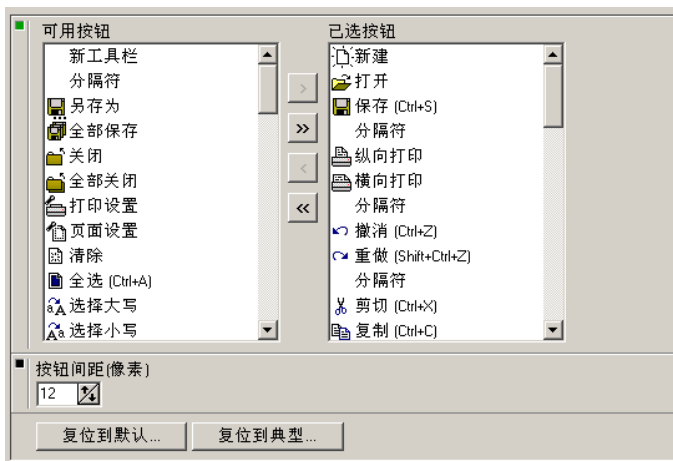 可用按钮
新工具栏
分隔符
另存为
全部保存
关闭
全部关闭
打印设置
页面设置
清除
全选 (Ctrl+A)
选择大写
选择小写
>
»
<
«
已选按钮
新建
打开
保存 (Ctrl+S)
分隔符
纵向打印
横向打印
分隔符
撤消 (Ctrl+Z)
重做 (Shift+Ctrl+Z)
分隔符
剪切 (Ctrl+X)
复制 (Ctrl+C)
按钮间距(像素)
12
复位到默认...
复位到典型...